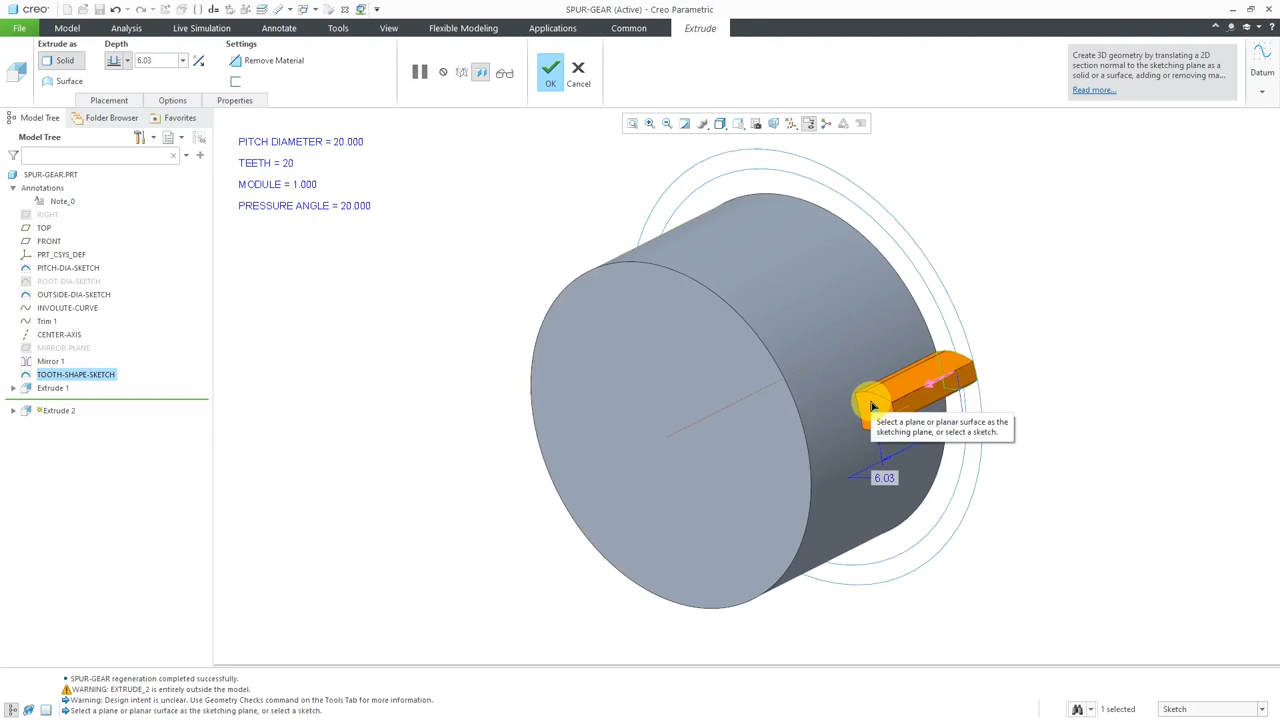 creo
SPUR-GEAR (Active) - Creo Parametric
File
Model
Analysis
Live Simulation
Annotate
Tools
View
Flexible Modeling
Applications
Common
Extrude
Extrude as
Depth
Settings
Solid
6.03
Remove Material
Surface
OK
Cancel
Create 3D geometry by translating a 2D
section normal to the sketching plane as a
solid or a surface, adding or removing ma...
Read more...
Datum
Placement
Options
Properties
Model Tree
Folder Browser
Favorites
Model Tree
SPUR-GEAR.PRT
Annotations
Note_0
RIGHT
TOP
FRONT
PRT_CSYS_DEF
PITCH-DIA-SKETCH
ROOT-DIA-SKETCH
OUTSIDE-DIA-SKETCH
INVOLUTE-CURVE
Trim 1
CENTER-AXIS
MIRROR-PLANE
Mirror 1
TOOTH-SHAPE-SKETCH
Extrude 1
Extrude 2
PITCH DIAMETER = 20.000
TEETH = 20
MODULE = 1.000
PRESSURE ANGLE = 20.000
Select a plane or planar surface as the
sketching plane, or select a sketch.
6.03
SPUR-GEAR regeneration completed successfully.
WARNING: EXTRUDE_2 is entirely outside the model.
Warning: Design intent is unclear. Use Geometry Checks command on the Tools Tab for more information.
Select a plane or planar surface as the sketching plane, or select a sketch.
1 selected
Sketch